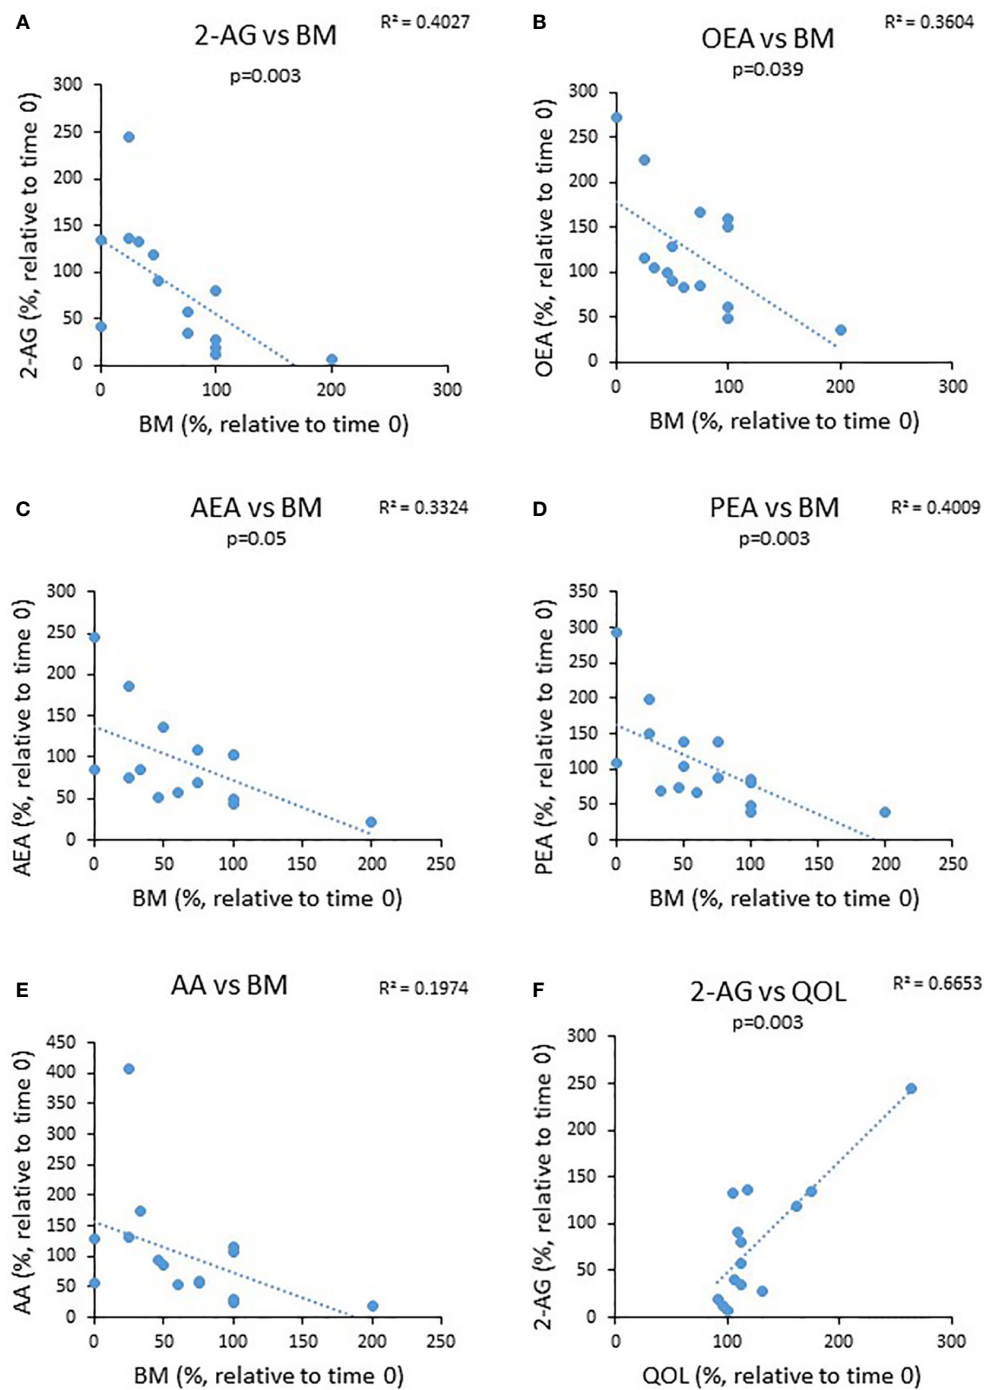 A
2-AG vs BM
R² = 0.4027
p=0.003
2-AG (%, relative to time 0)
300
250
200
150
100
50
0
0 100 200 300
BM (%, relative to time 0)
B
OEA vs BM
R² = 0.3604
p=0.039
OEA (%, relative to time 0)
300
250
200
150
100
50
0
0 100 200 300
BM (%, relative to time 0)
C
AEA vs BM
R² = 0.3324
p=0.05
AEA (%, relative to time 0)
300
250
200
150
100
50
0
0 50 100 150 200 250
BM (%, relative to time 0)
D
PEA vs BM
R² = 0.4009
p=0.003
PEA (%, relative to time 0)
350
300
250
200
150
100
50
0
0 50 100 150 200 250
BM (%, relative to time 0)
E
AA vs BM
R² = 0.1974
AA (%, relative to time 0)
450
400
350
300
250
200
150
100
50
0
0 50 100 150 200 250
BM (%, relative to time 0)
F
2-AG vs QOL
R² = 0.6653
p=0.003
2-AG (%, relative to time 0)
300
250
200
150
100
50
0
0 100 200 300
QOL (%, relative to time 0)